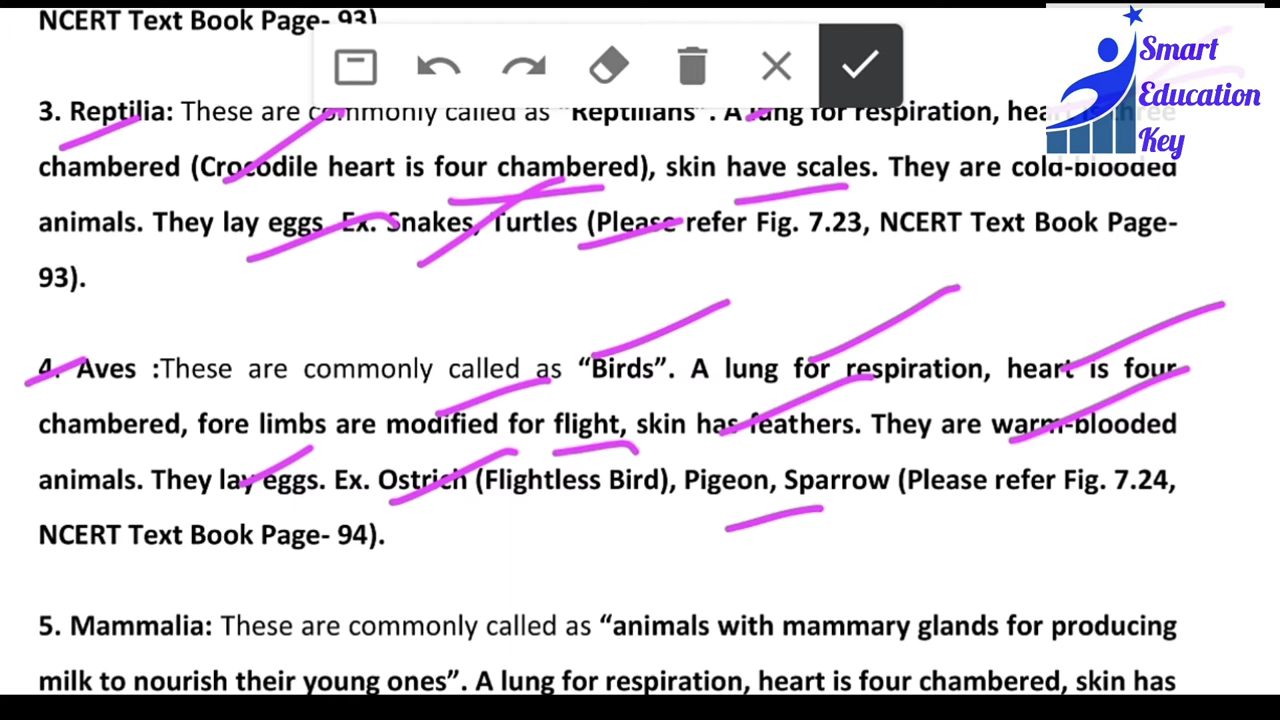 NCERT Text Book Page- 93)
Smart
Education
Key
3. Reptilia: These are commonly called as "Reptilians". A lung for respiration, heart is three
chambered (Crocodile heart is four chambered), skin have scales. They are cold-blooded
animals. They lay eggs. Ex. Snakes, Turtles (Please refer Fig. 7.23, NCERT Text Book Page-
93).
4. Aves :These are commonly called as “Birds”. A lung for respiration, heart is four
chambered, fore limbs are modified for flight, skin has feathers. They are warm-blooded
animals. They lay eggs. Ex. Ostrich (Flightless Bird), Pigeon, Sparrow (Please refer Fig. 7.24,
NCERT Text Book Page- 94).
5. Mammalia: These are commonly called as “animals with mammary glands for producing
milk to nourish their young ones”. A lung for respiration, heart is four chambered, skin has